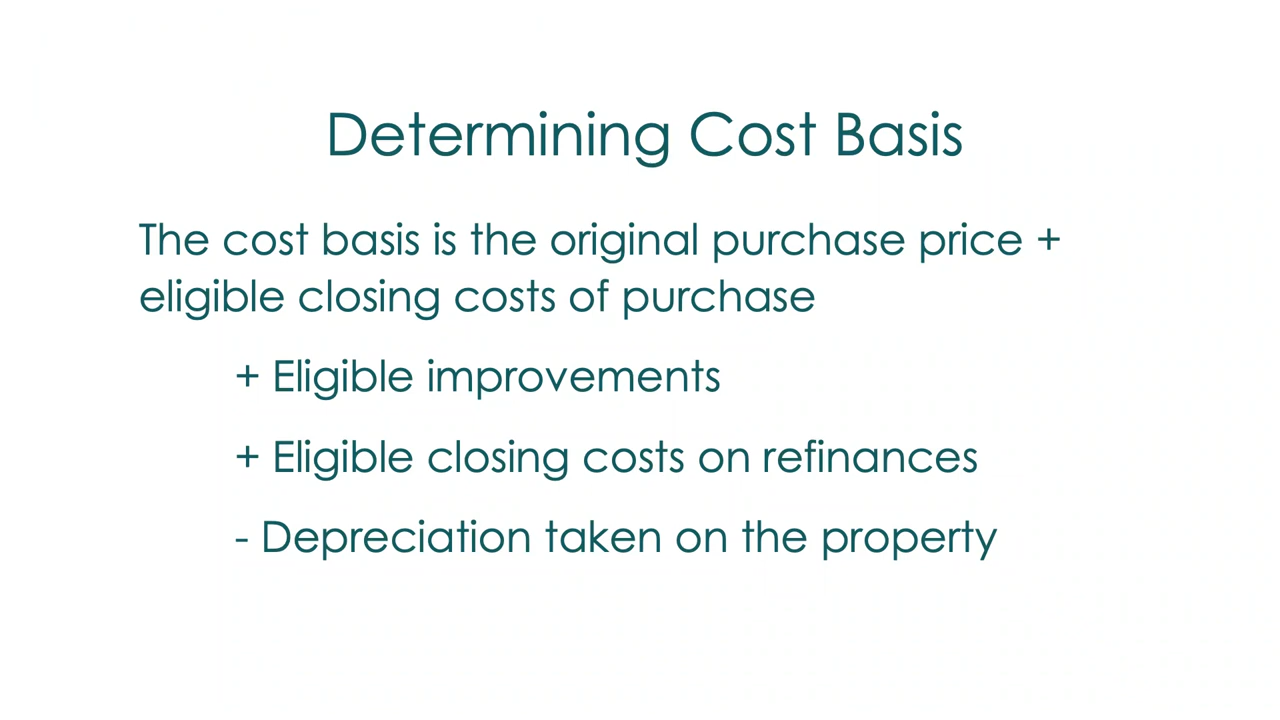 Determining Cost Basis
The cost basis is the original purchase price +
eligible closing costs of purchase
+ Eligible improvements
+ Eligible closing costs on refinances
- Depreciation taken on the property